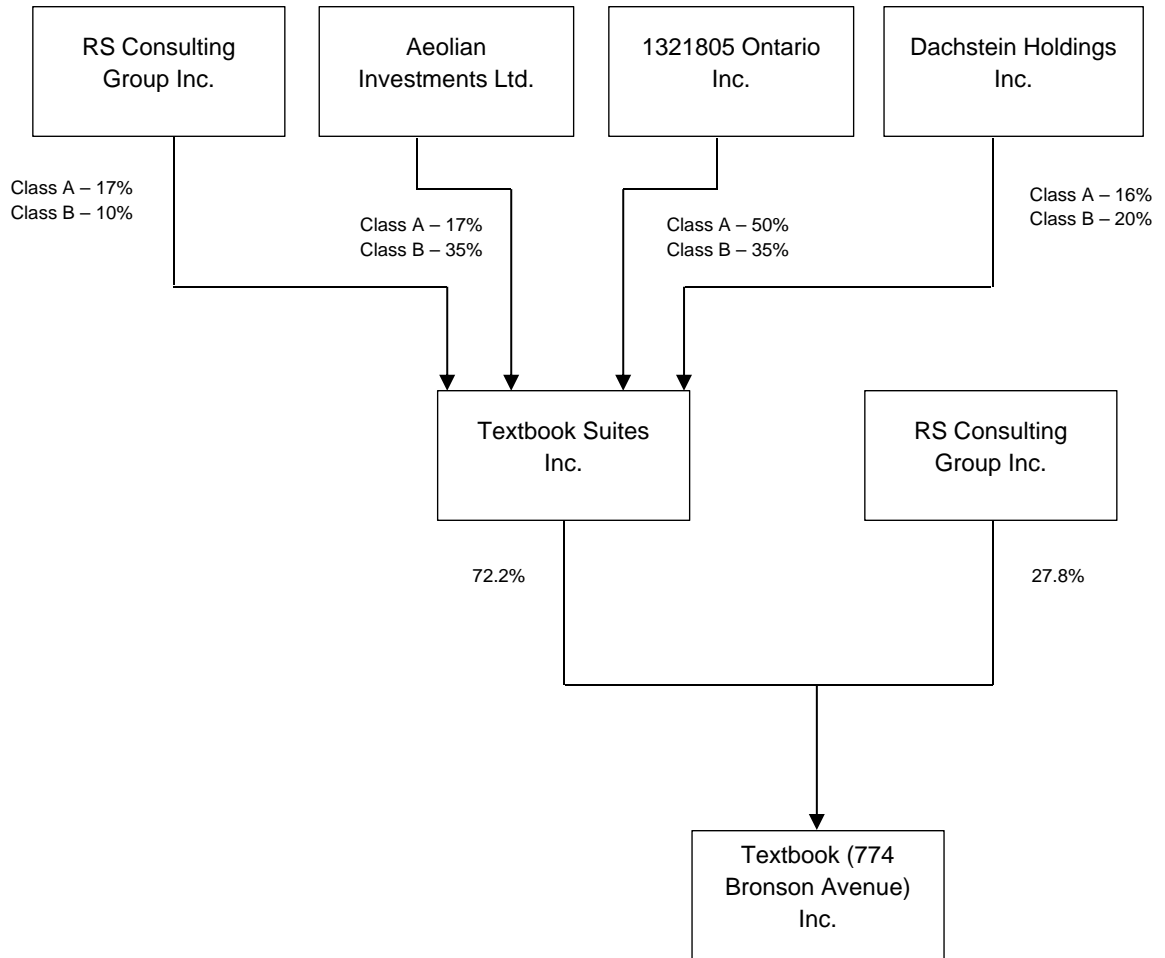 RS Consulting
Group Inc.
Aeolian
Investments Ltd.
1321805 Ontario
Inc.
Dachstein Holdings
Inc.
Class A – 17%
Class B – 10%
Class A – 17%
Class B – 35%
Class A – 50%
Class B – 35%
Class A – 16%
Class B – 20%
Textbook Suites
Inc.
RS Consulting
Group Inc.
72.2%
27.8%
Textbook (774
Bronson Avenue)
Inc.